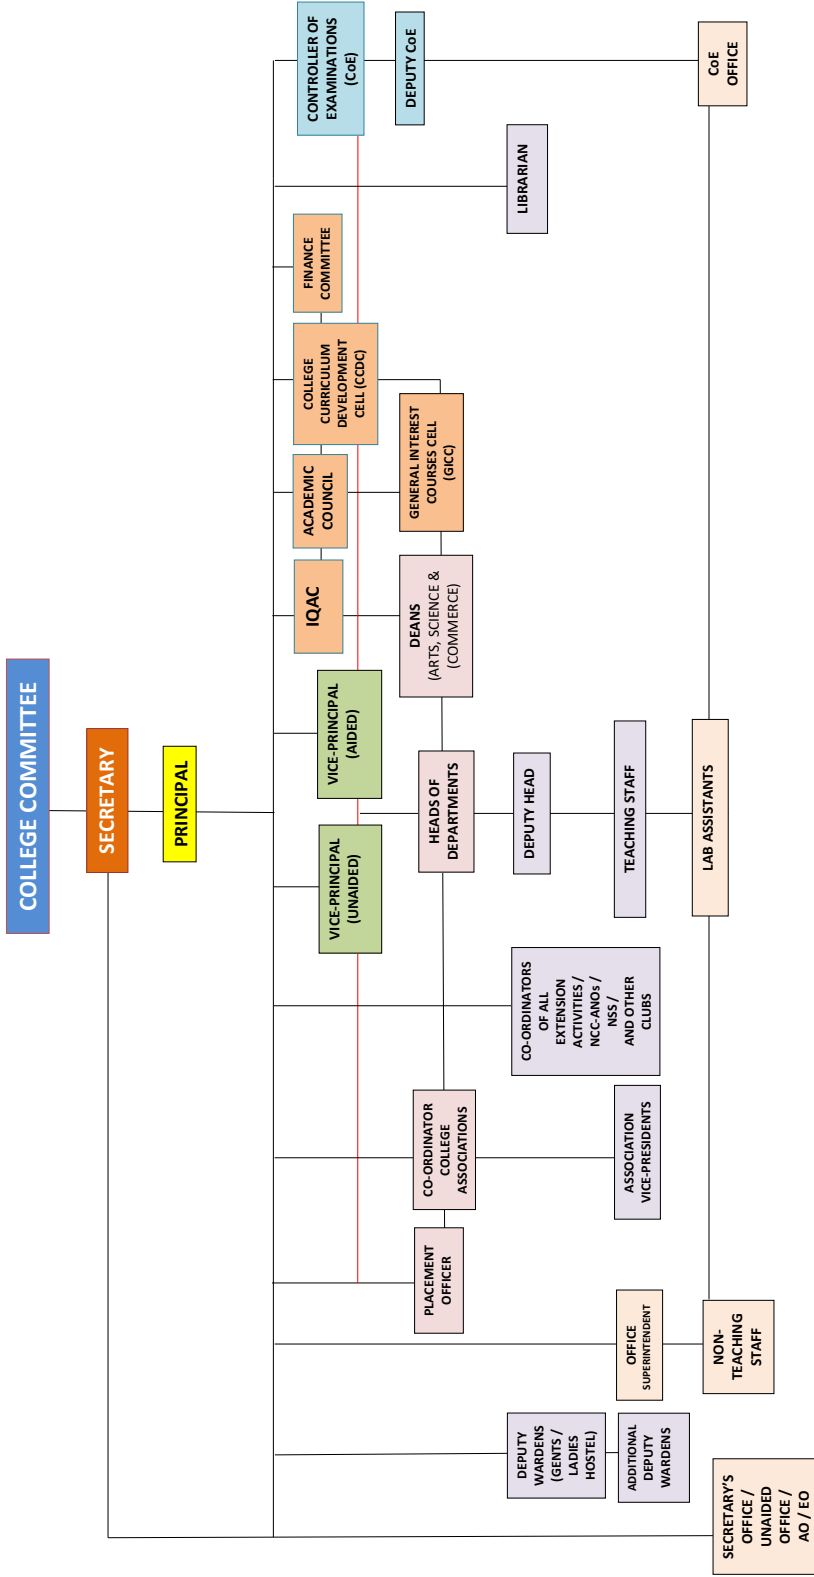 COLLEGE COMMITTEE
SECRETARY
PRINCIPAL
SECRETARY'S
OFFICE /
UNAIDED
OFFICE /
AO / EO
DEPUTY
WARDENS
(GENTS /
LADIES
HOSTEL)
ADDITIONAL
DEPUTY
WARDENS
OFFICE
SUPERINTENDENT
NON-
TEACHING
STAFF
PLACEMENT
OFFICER
CO-ORDINATOR
COLLEGE
ASSOCIATIONS
ASSOCIATION
VICE-PRESIDENTS
CO-ORDINATORS
OF ALL
EXTENSION
ACTIVITIES /
NCC-ANOs /
NSS /
AND OTHER
CLUBS
VICE-PRINCIPAL
(UNAIDED)
VICE-PRINCIPAL
(AIDED)
HEADS OF
DEPARTMENTS
DEPUTY HEAD
TEACHING STAFF
LAB ASSISTANTS
IQAC
DEANS
(ARTS, SCIENCE &
(COMMERCE)
ACADEMIC
COUNCIL
GENERAL INTEREST
COURSES CELL
(GICC)
COLLEGE
CURRICULUM
DEVELOPMENT
CELL (CCDC)
FINANCE
COMMITTEE
LIBRARIAN
CONTROLLER OF
EXAMINATIONS
(CoE)
DEPUTY CoE
CoE
OFFICE